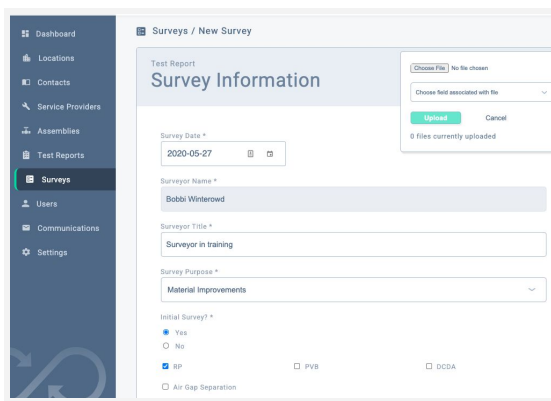 Dashboard
Locations
Contacts
Service Providers
Assemblies
Test Reports
Surveys
Users
Communications
Settings
Surveys / New Survey
Test Report
Survey Information
Choose File No file chosen
Choose field associated with file
Upload Cancel
0 files currently uploaded
Survey Date *
2020-05-27
Surveyor Name *
Bobbi Winterowd
Surveyor Title *
Surveyor in training
Survey Purpose *
Material Improvements
Initial Survey? *
Yes
No
RP PVB DCDA
Air Gap Separation